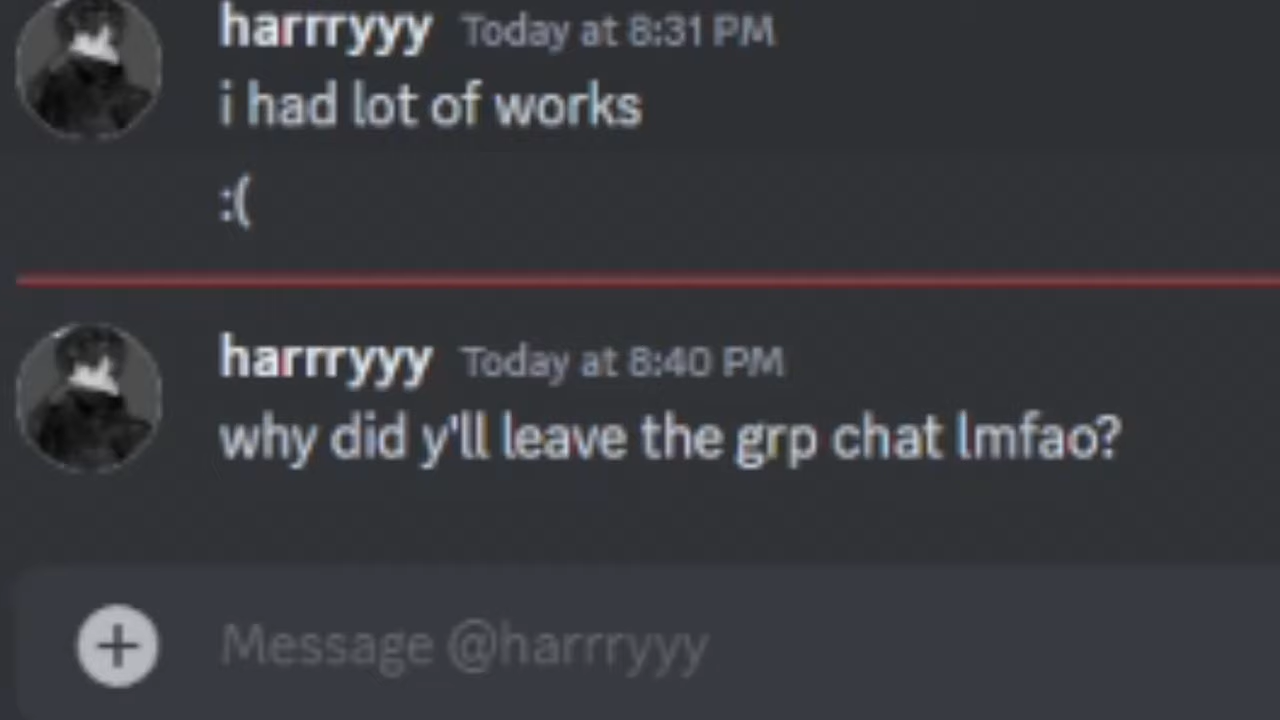 harrryyy Today at 8:31 PM
i had lot of works
:(
harrryyy Today at 8:40 PM
why did y'll leave the grp chat lmfao?
Message @harrryyy